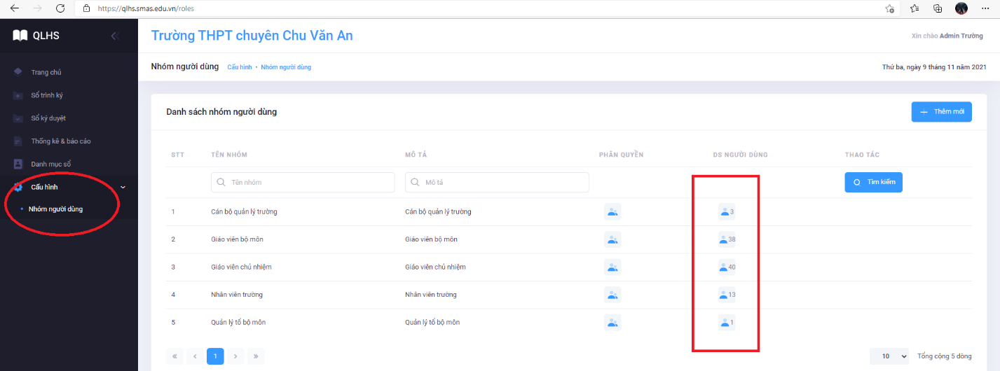 https://qlhs.smas.edu.vn/roles
QLHS
Trường THPT chuyên Chu Văn An
Xin chào Admin Trường
Nhóm người dùng Cấu hình • Nhóm người dùng
Thứ ba, ngày 9 tháng 11 năm 2021
Trang chủ
Sổ trình ký
Sổ ký duyệt
Thống kê & báo cáo
Danh mục sổ
Cấu hình
Nhóm người dùng
Danh sách nhóm người dùng
Thêm mới
STT TÊN NHÓM MÔ TẢ PHÂN QUYỀN DS NGƯỜI DÙNG THAO TÁC
Tên nhóm Mô tả Tìm kiếm
1 Cán bộ quản lý trường Cán bộ quản lý trường 3
2 Giáo viên bộ môn Giáo viên bộ môn 38
3 Giáo viên chủ nhiệm Giáo viên chủ nhiệm 40
4 Nhân viên trường Nhân viên trường 13
5 Quản lý tổ bộ môn Quản lý tổ bộ môn 1
1 10 Tổng cộng 5 dòng